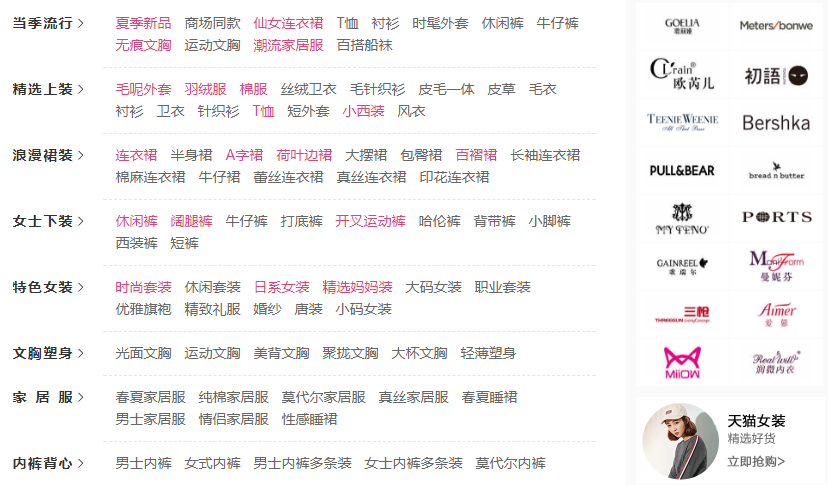 当季流行 > 夏季新品 商场同款 仙女连衣裙 T恤 衬衫 时髦外套 休闲裤 牛仔裤
无痕文胸 运动文胸 潮流家居服 百搭船袜
精选上装 > 毛呢外套 羽绒服 棉服 丝绒卫衣 毛针织衫 皮毛一体 皮草 毛衣
衬衫 卫衣 针织衫 T恤 短外套 小西装 风衣
浪漫裙装 > 连衣裙 半身裙 A字裙 荷叶边裙 大摆裙 包臀裙 百褶裙 长袖连衣裙
棉麻连衣裙 牛仔裙 蕾丝连衣裙 真丝连衣裙 印花连衣裙
女士下装 > 休闲裤 阔腿裤 牛仔裤 打底裤 开叉运动裤 哈伦裤 背带裤 小脚裤
西装裤 短裤
特色女装 > 时尚套装 休闲套装 日系女装 精选妈妈装 大码女装 职业套装
优雅旗袍 精致礼服 婚纱 唐装 小码女装
文胸塑身 > 光面文胸 运动文胸 美背文胸 聚拢文胸 大杯文胸 轻薄塑身
家居服 > 春夏家居服 纯棉家居服 莫代尔家居服 真丝家居服 春夏睡裙
男士家居服 情侣家居服 性感睡裙
内裤背心 > 男士内裤 女式内裤 男士内裤多条装 女士内裤多条装 莫代尔内裤
GOELIA
Meters/bonwe
Crain®
欧芮儿
初語
TEENIE WEENIE
Bershka
PULL&BEAR
bread n butter
MY TENO®
PORTS
GAINREEL
歌瑞尔
ManiForm
曼妮芬
三枪
THREEGUN
Aimer
爱慕
MiiOW
润微内衣
天猫女装
精选好货
立即抢购>